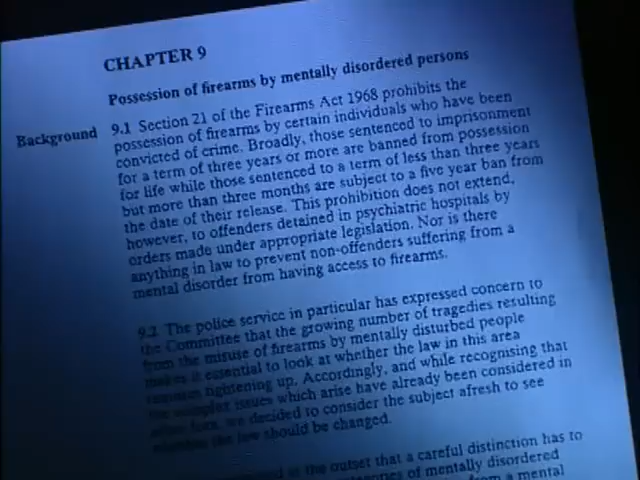 CHAPTER 9
Possession of firearms by mentally disordered persons
Background 9.1 Section 21 of the Firearms Act 1968 prohibits the
possession of firearms by certain individuals who have been
convicted of crime. Broadly, those sentenced to imprisonment
for a term of three years or more are banned from possession
for life while those sentenced to a term of less than three years
but more than three months are subject to a five year ban from
the date of their release. This prohibition does not extend,
however, to offenders detained in psychiatric hospitals by
orders made under appropriate legislation. Nor is there
anything in law to prevent non-offenders suffering from a
mental disorder from having access to firearms.
9.2 The police service in particular has expressed concern to
the Committee that the growing number of tragedies resulting
from the misuse of firearms by mentally disturbed people
makes it essential to look at whether the law in this area
tightening up. Accordingly, and while recognising that
the complex issues which arise have already been considered in
we decided to consider the subject afresh to see
the law should be changed.
at the outset that a careful distinction has to
of mentally disordered
from a mental